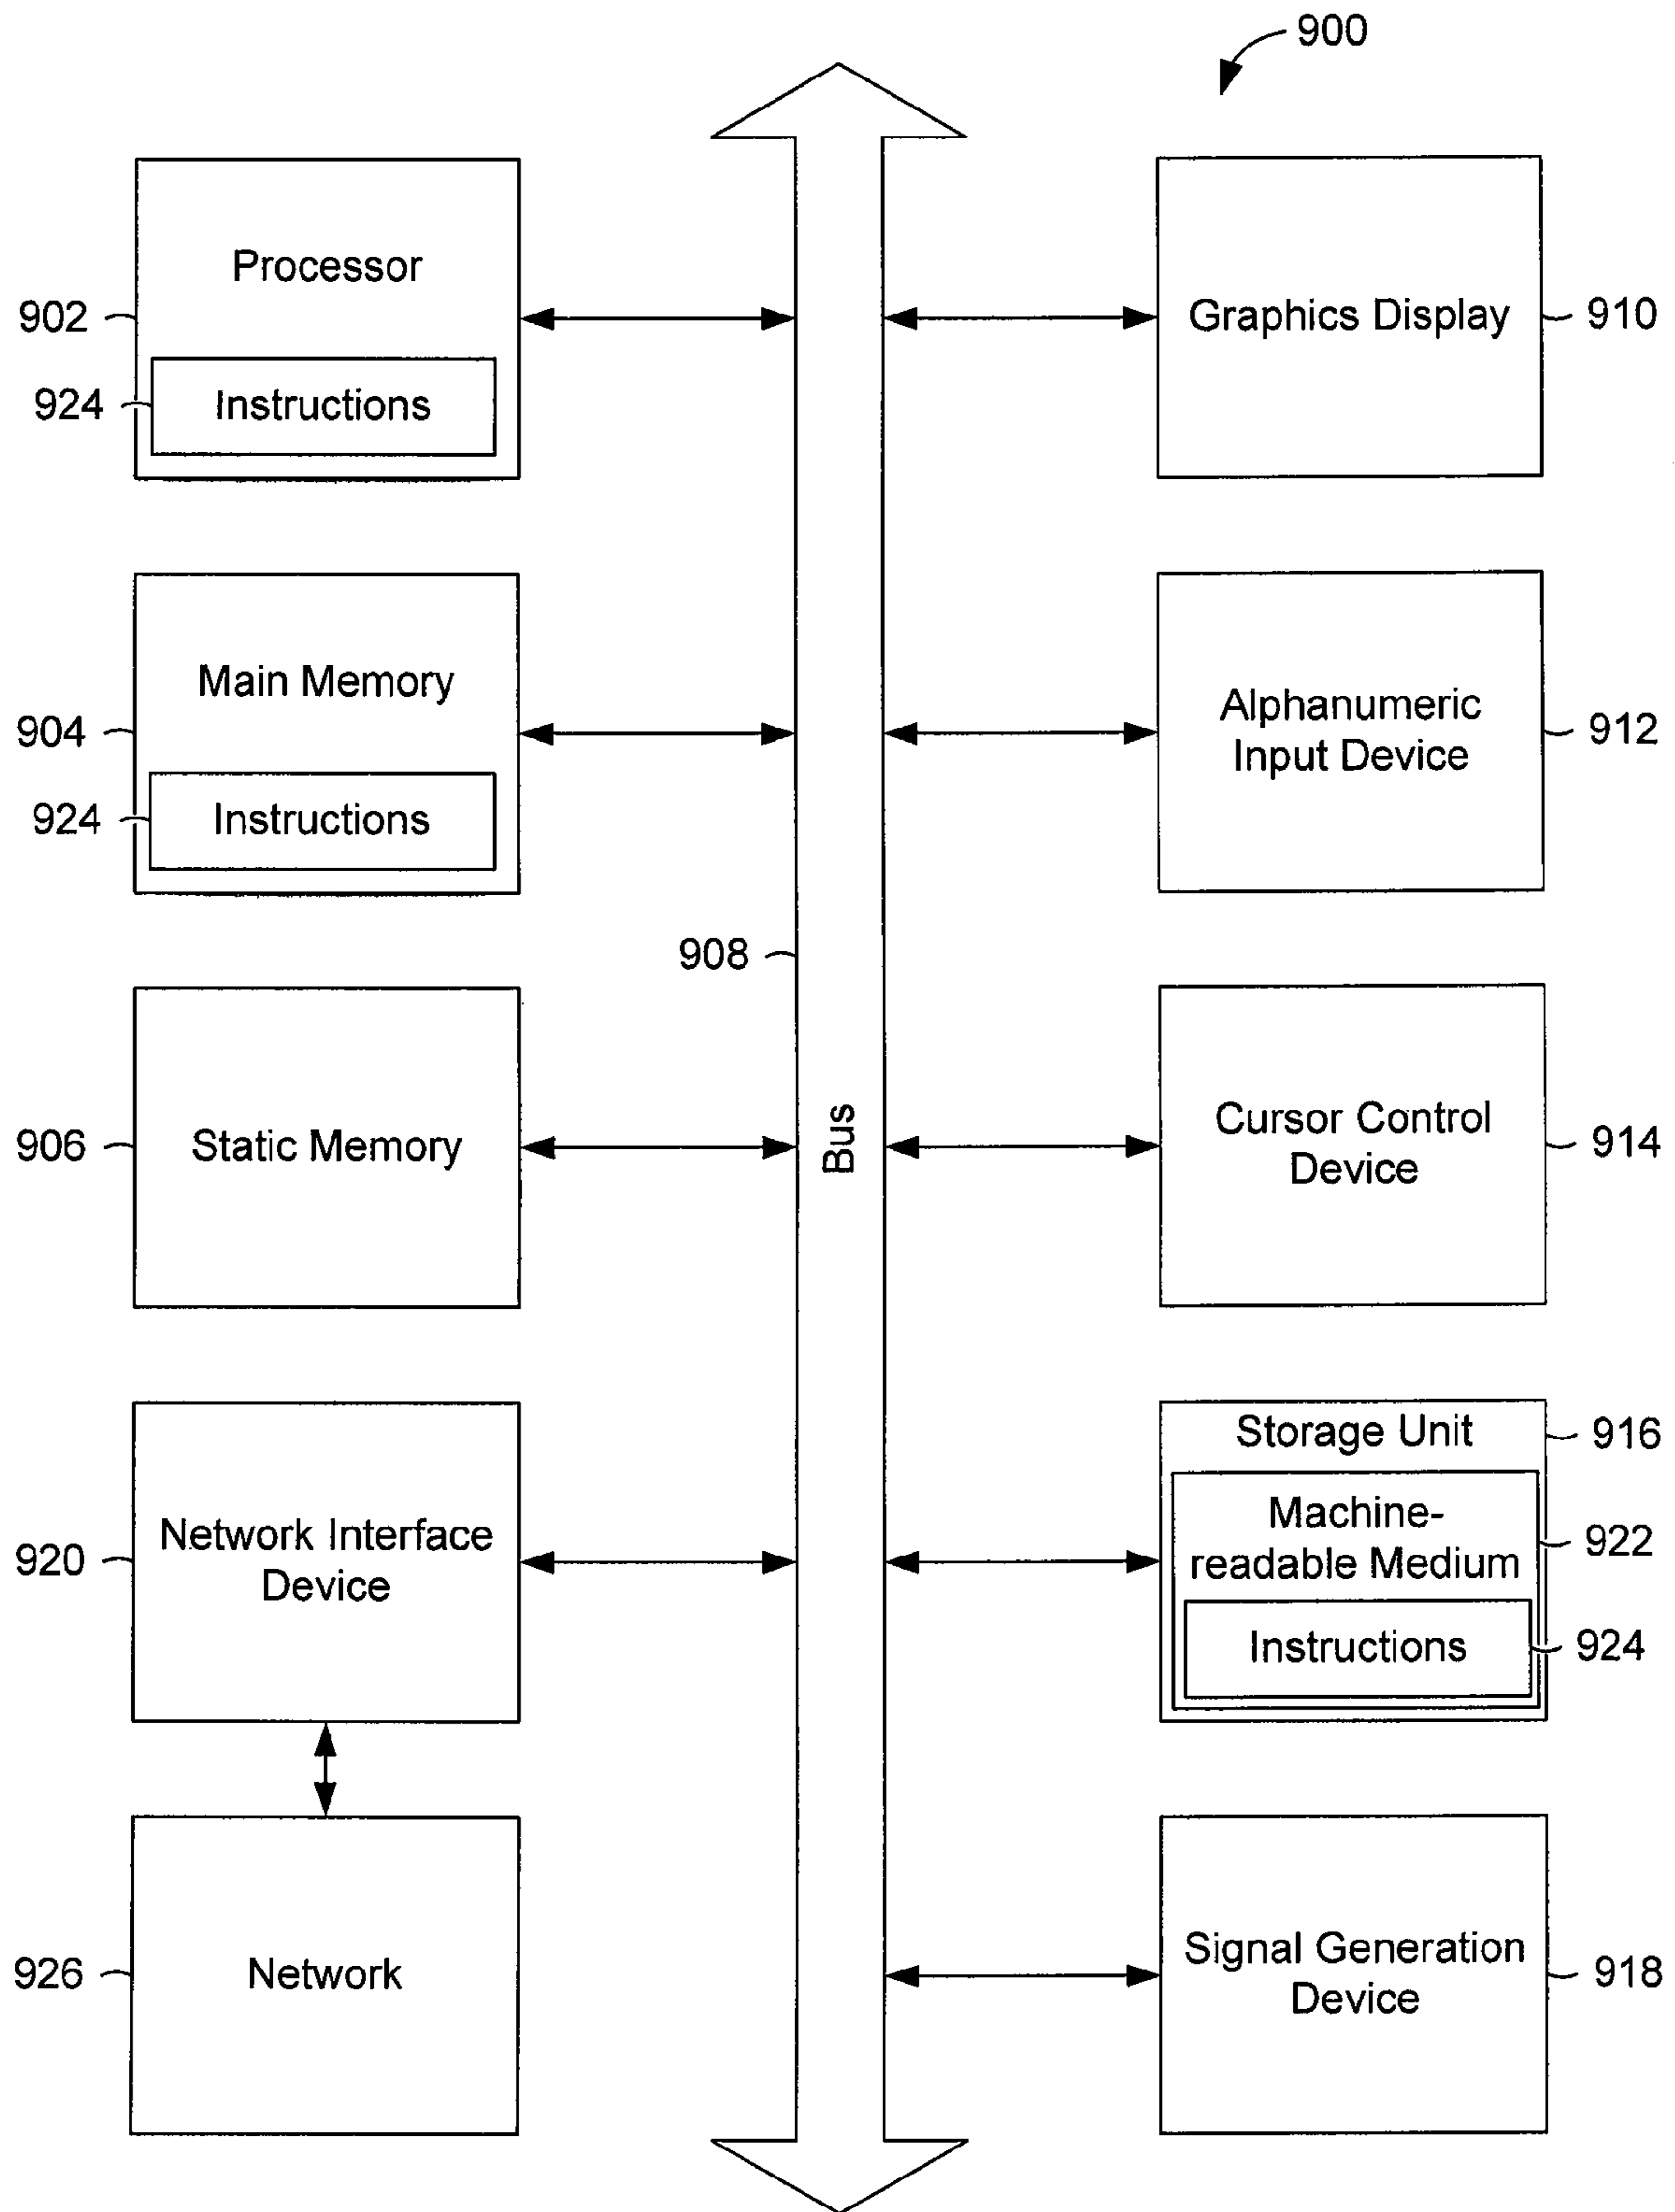 900
Processor
902
924
Instructions
Graphics Display
910
Main Memory
904
924
Instructions
Alphanumeric
Input Device
912
908
Bus
Static Memory
906
Cursor Control
Device
914
Network Interface
Device
920
Storage Unit
916
Machine-
readable Medium
922
Instructions
924
Network
926
Signal Generation
Device
918